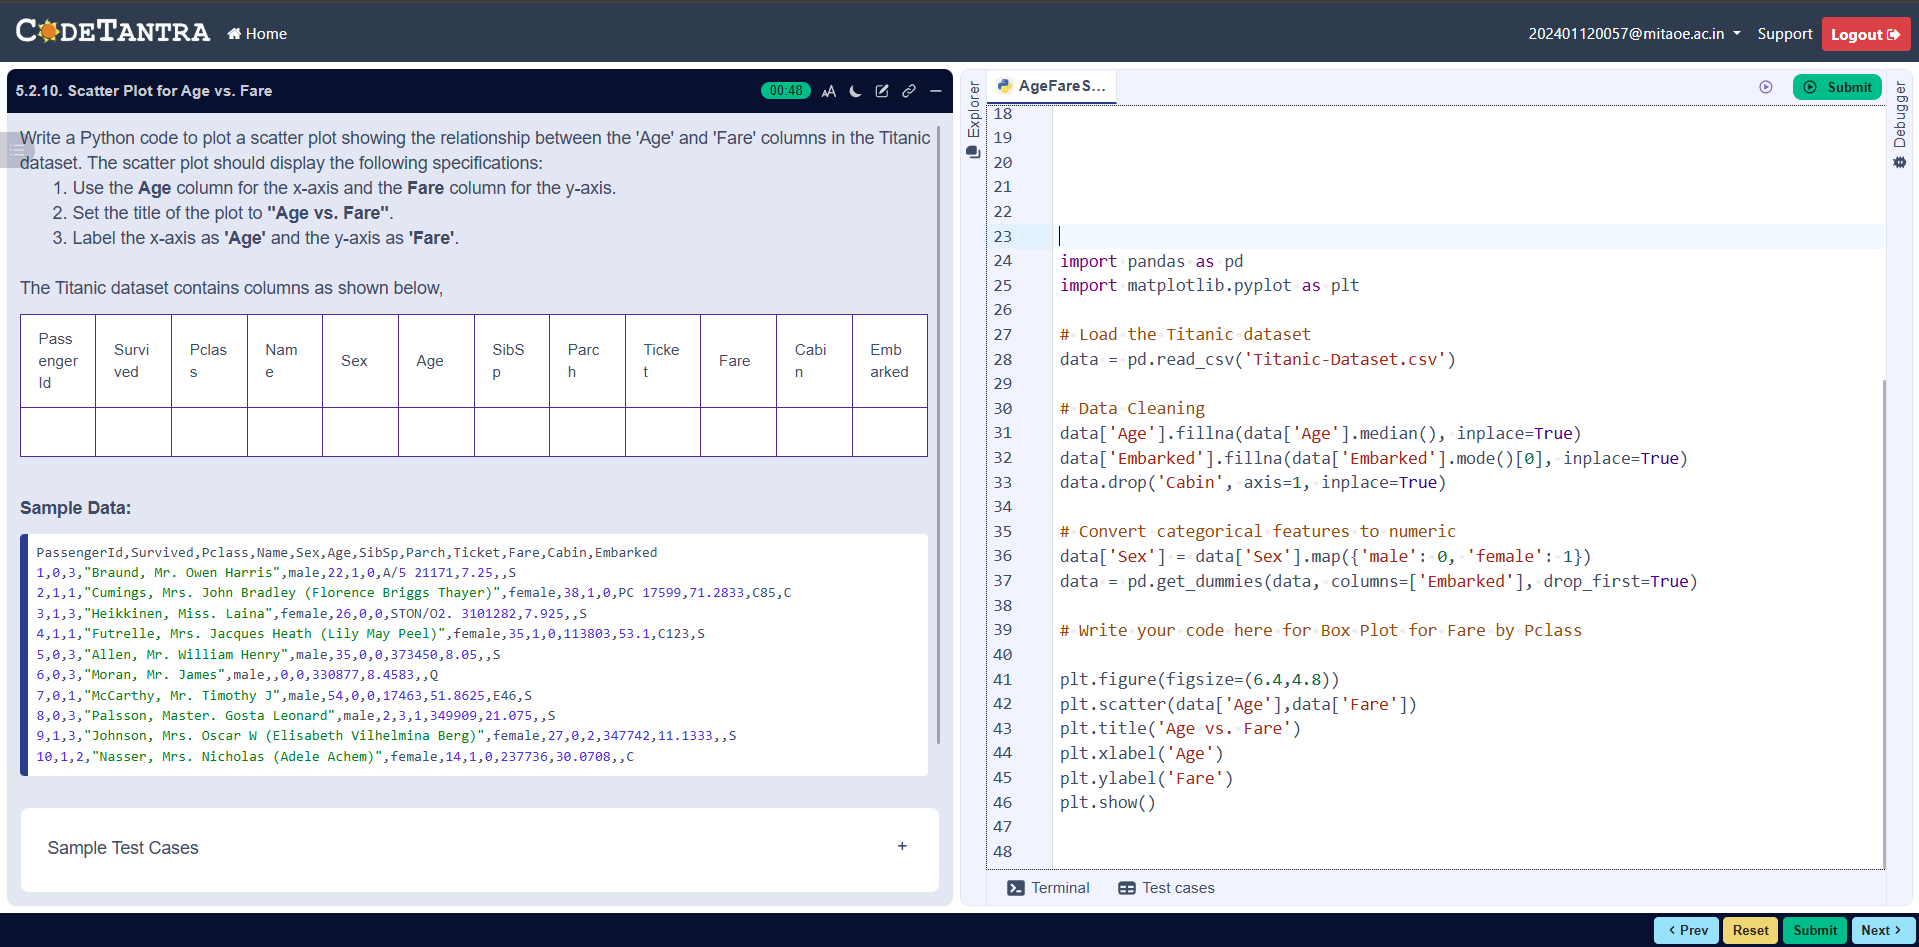 CODETANTRA
Home
202401120057@mitaoe.ac.in
Support
Logout
5.2.10. Scatter Plot for Age vs. Fare
00:48
AA
Write a Python code to plot a scatter plot showing the relationship between the 'Age' and 'Fare' columns in the Titanic
dataset. The scatter plot should display the following specifications:
1. Use the Age column for the x-axis and the Fare column for the y-axis.
2. Set the title of the plot to "Age vs. Fare".
3. Label the x-axis as 'Age' and the y-axis as 'Fare'.
The Titanic dataset contains columns as shown below,
Pass
enger
Id
Survi
ved
Pclas
s
Nam
e
Sex
Age
SibS
p
Parc
h
Ticke
t
Fare
Cabi
n
Emb
arked
Sample Data:
PassengerId,Survived,Pclass,Name,Sex,Age,SibSp,Parch,Ticket,Fare,Cabin,Embarked
1,0,3,"Braund, Mr. Owen Harris",male,22,1,0,A/5 21171,7.25,,S
2,1,1,"Cumings, Mrs. John Bradley (Florence Briggs Thayer)",female,38,1,0,PC 17599,71.2833,C85,C
3,1,3,"Heikkinen, Miss. Laina",female,26,0,0,STON/O2. 3101282,7.925,,S
4,1,1,"Futrelle, Mrs. Jacques Heath (Lily May Peel)",female,35,1,0,113803,53.1,C123,S
5,0,3,"Allen, Mr. William Henry",male,35,0,0,373450,8.05,,S
6,0,3,"Moran, Mr. James",male,,0,0,330877,8.4583,,Q
7,0,1,"McCarthy, Mr. Timothy J",male,54,0,0,17463,51.8625,E46,S
8,0,3,"Palsson, Master. Gosta Leonard",male,2,3,1,349909,21.075,,S
9,1,3,"Johnson, Mrs. Oscar W (Elisabeth Vilhelmina Berg)",female,27,0,2,347742,11.1333,,S
10,1,2,"Nasser, Mrs. Nicholas (Adele Achem)",female,14,1,0,237736,30.0708,,C
Sample Test Cases
+
Explorer
AgeFareS...
Submit
Debugger
18
19
20
21
22
23
24 import pandas as pd
25 import matplotlib.pyplot as plt
26
27 # Load the Titanic dataset
28 data = pd.read_csv('Titanic-Dataset.csv')
29
30 # Data Cleaning
31 data['Age'].fillna(data['Age'].median(), inplace=True)
32 data['Embarked'].fillna(data['Embarked'].mode()[0], inplace=True)
33 data.drop('Cabin', axis=1, inplace=True)
34
35 # Convert categorical features to numeric
36 data['Sex'] = data['Sex'].map({'male': 0, 'female': 1})
37 data = pd.get_dummies(data, columns=['Embarked'], drop_first=True)
38
39 # Write your code here for Box Plot for Fare by Pclass
40
41 plt.figure(figsize=(6.4,4.8))
42 plt.scatter(data['Age'],data['Fare'])
43 plt.title('Age vs. Fare')
44 plt.xlabel('Age')
45 plt.ylabel('Fare')
46 plt.show()
47
48
Terminal
Test cases
< Prev
Reset
Submit
Next >